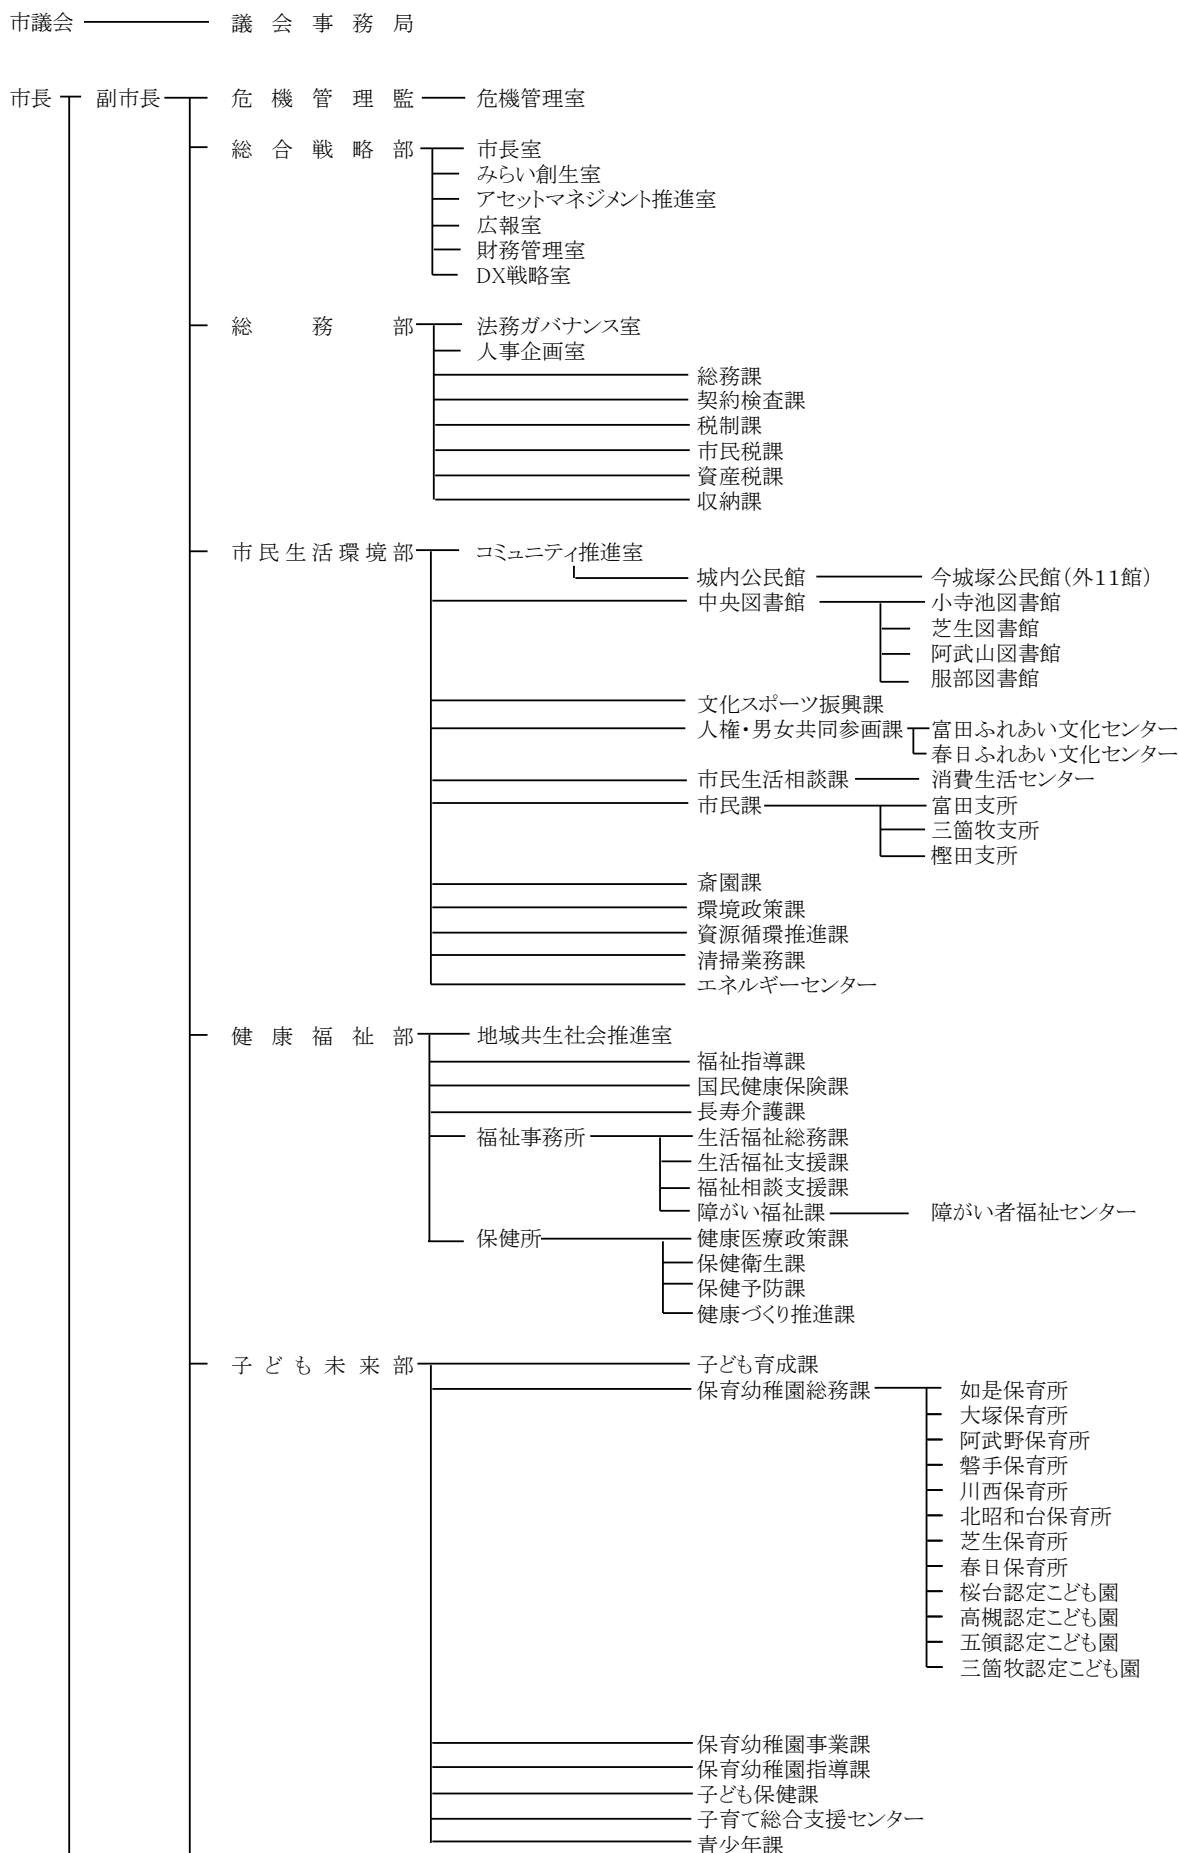 市議会 議会事務局
市長 副市長 危機管理監 危機管理室
総合戦略部 市長室
みらい創生室
アセットマネジメント推進室
広報室
財務管理室
DX戦略室
総務部 法務ガバナンス室
人事企画室
総務課
契約検査課
税制課
市民税課
資産税課
収納課
市民生活環境部 コミュニティ推進室
城内公民館 今城塚公民館(外11館)
中央図書館 小寺池図書館
芝生図書館
阿武山図書館
服部図書館
文化スポーツ振興課
人権・男女共同参画課 富田ふれあい文化センター
春日ふれあい文化センター
市民生活相談課 消費生活センター
市民課 富田支所
三箇牧支所
樫田支所
斎園課
環境政策課
資源循環推進課
清掃業務課
エネルギーセンター
健康福祉部 地域共生社会推進室
福祉指導課
国民健康保険課
長寿介護課
福祉事務所 生活福祉総務課
生活福祉支援課
福祉相談支援課
障がい福祉課 障がい者福祉センター
保健所 健康医療政策課
保健衛生課
保健予防課
健康づくり推進課
子ども未来部 子ども育成課
保育幼稚園総務課 如是保育所
大塚保育所
阿武野保育所
磐手保育所
川西保育所
北昭和台保育所
芝生保育所
春日保育所
桜台認定こども園
高槻認定こども園
五領認定こども園
三箇牧認定こども園
保育幼稚園事業課
保育幼稚園指導課
子ども保健課
子育て総合支援センター
青少年課